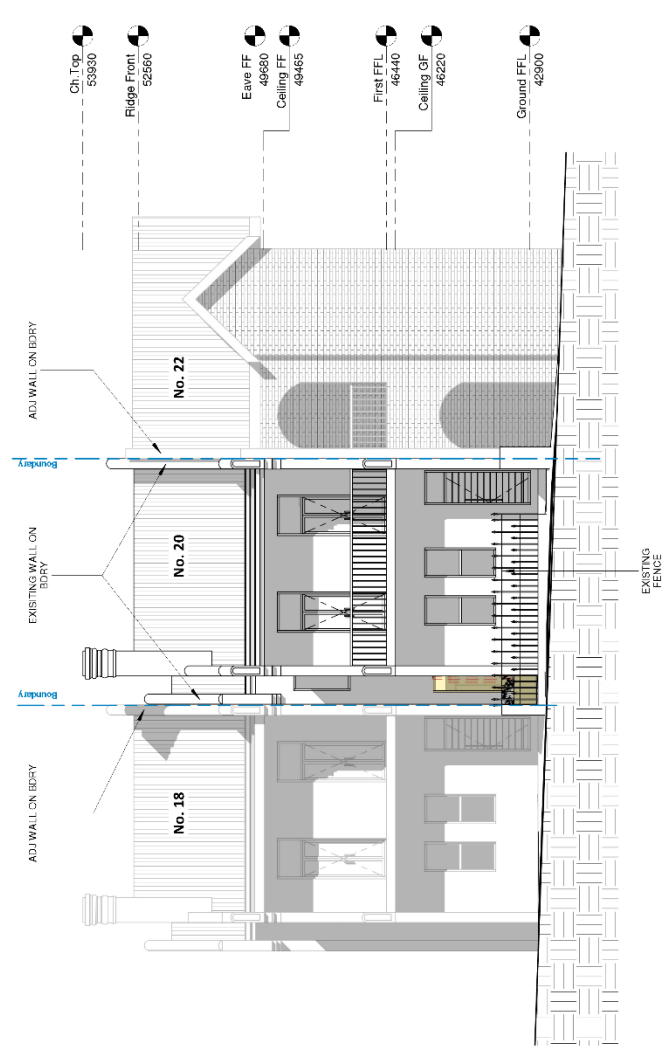 Ch.Top
53930
Ridge Front
52560
Eave FF
49680
Ceiling FF
49465
First FFL
46440
Ceiling GF
46220
Ground FFL
42900
ADJ WALL ON BDRY
No. 22
Boundary
EXISITING WALL ON
BDRY
No. 20
EXISTING
FENCE
Boundary
ADJ WALL ON BDRY
No. 18